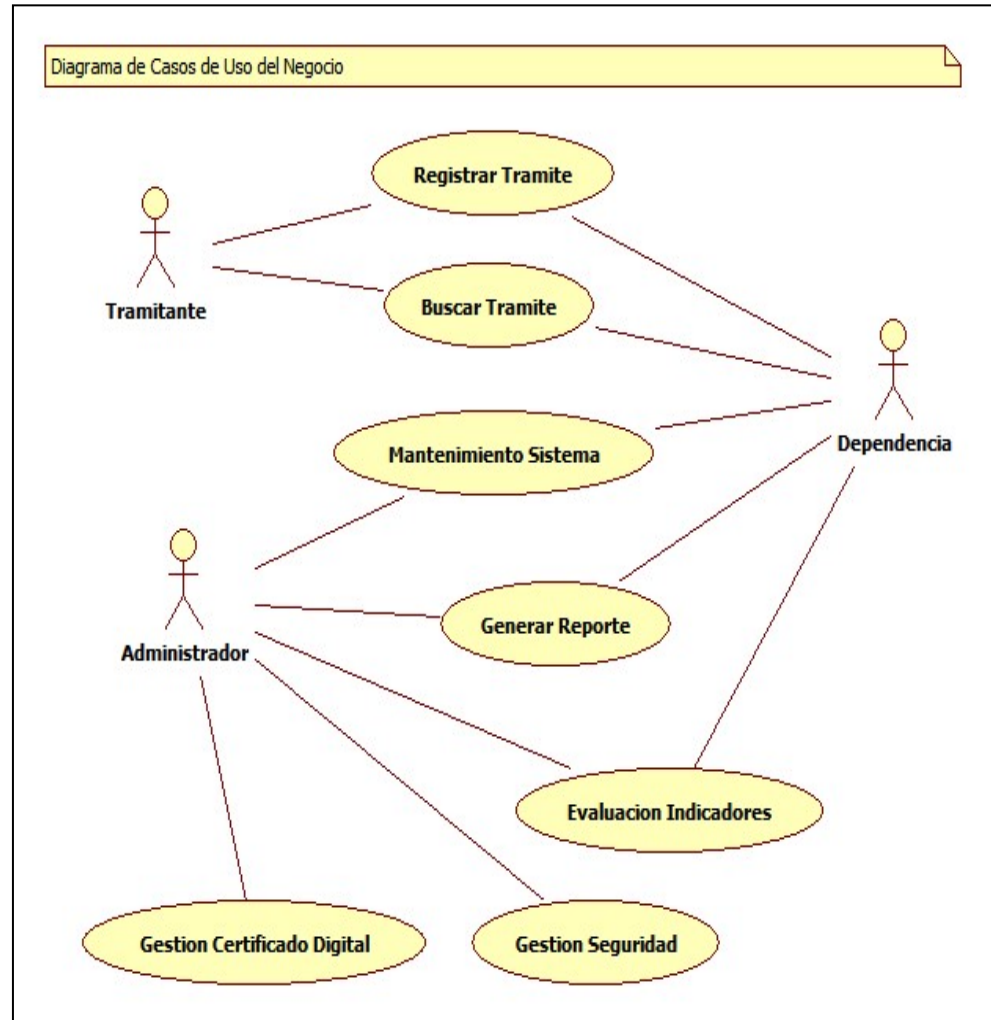 Diagrama de Casos de Uso del Negocio
Registrar Tramite
Tramitante
Buscar Tramite
Dependencia
Mantenimiento Sistema
Administrador
Generar Reporte
Evaluacion Indicadores
Gestion Certificado Digital
Gestion Seguridad